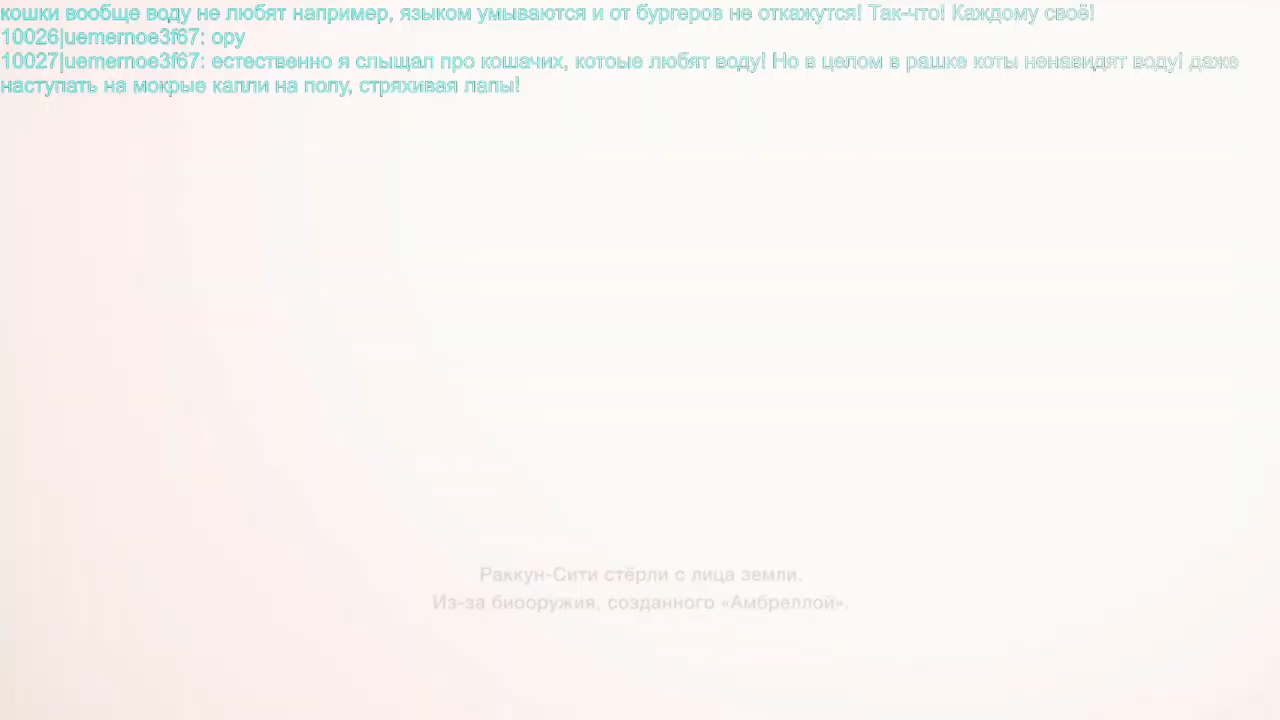 кошки вообще воду не любят например, языком умываются и от бургеров не откажутся! Так-что! Каждому своё!
10026|uemernoe3f67: ору
10027|uemernoe3f67: естественно я слыщал про кошачих, котоые любят воду! Но в целом в рашке коты ненавидят воду! даже
наступать на мокрые капли на полу, стряхивая лапы!
Раккун-Сити стёрли с лица земли.
Из-за биооружия, созданного «Амбреллой».